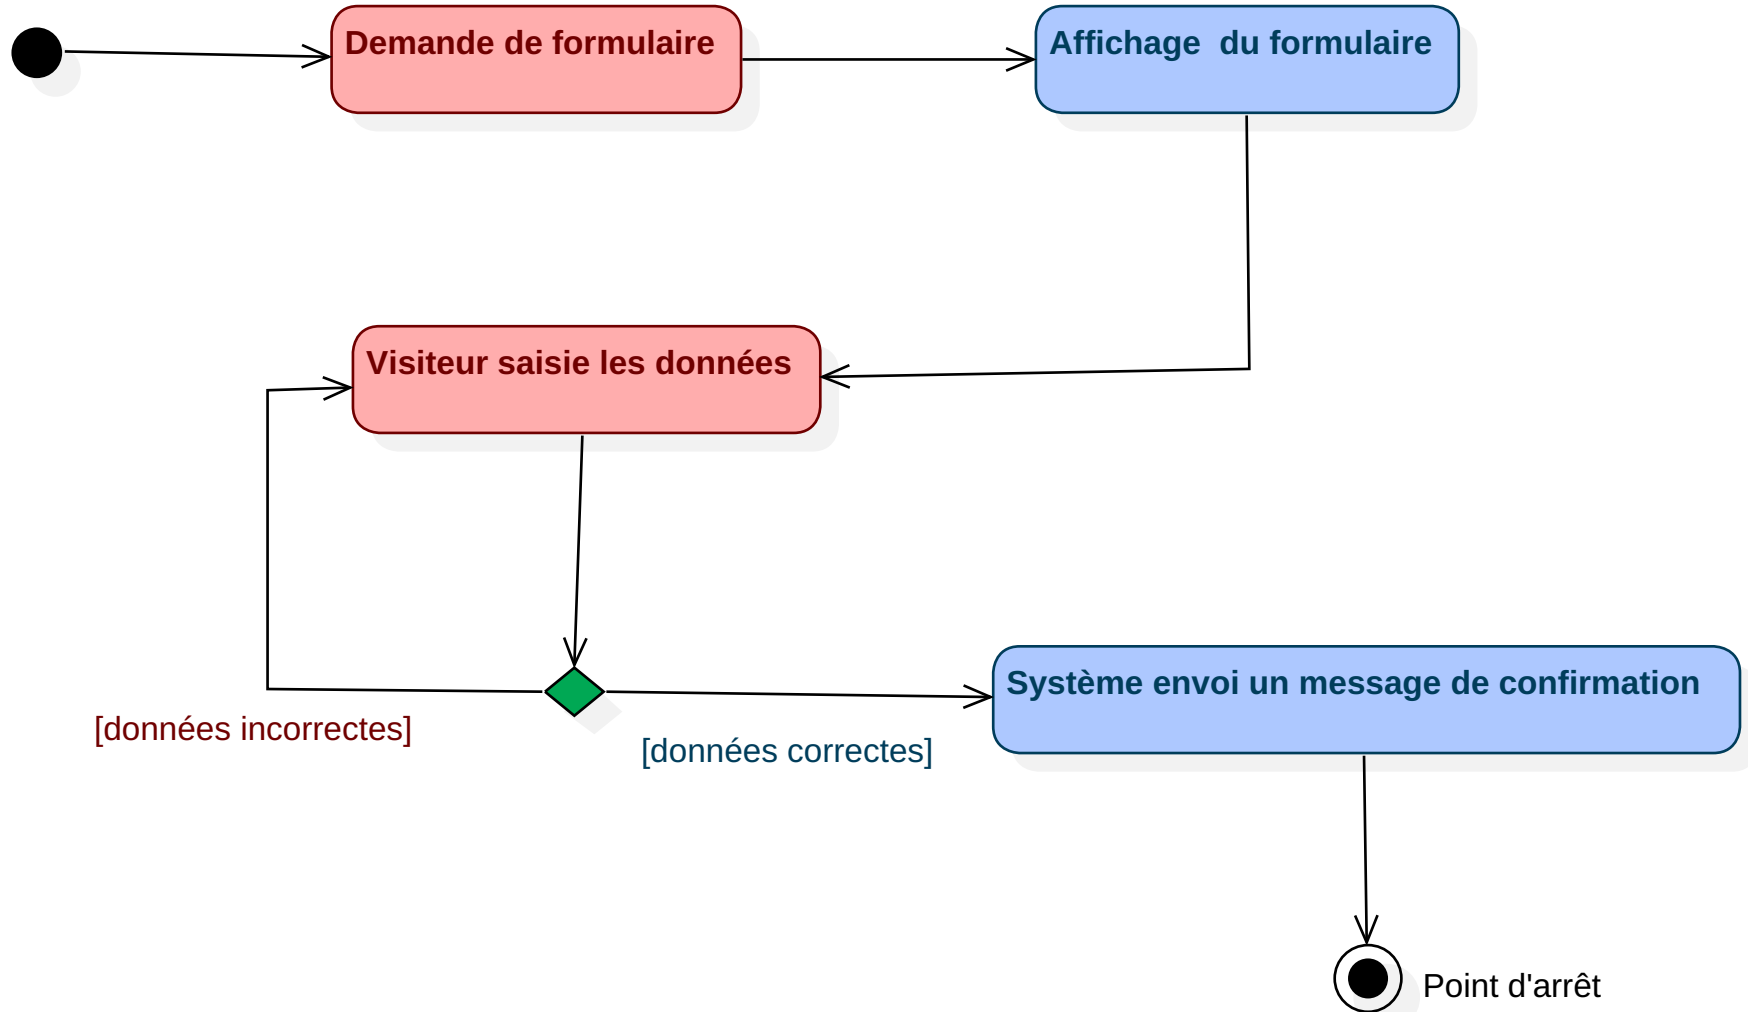 Demande de formulaire
Affichage  du formulaire
Visiteur saisie les données
Système envoi un message de confirmation
[données incorrectes]
[données correctes]
Point d'arrêt